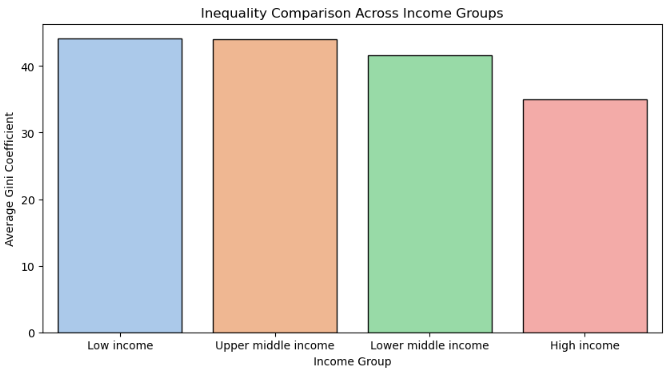 Inequality Comparison Across Income Groups
Average Gini Coefficient
40
30
20
10
0
Low income
Upper middle income
Lower middle income
High income
Income Group